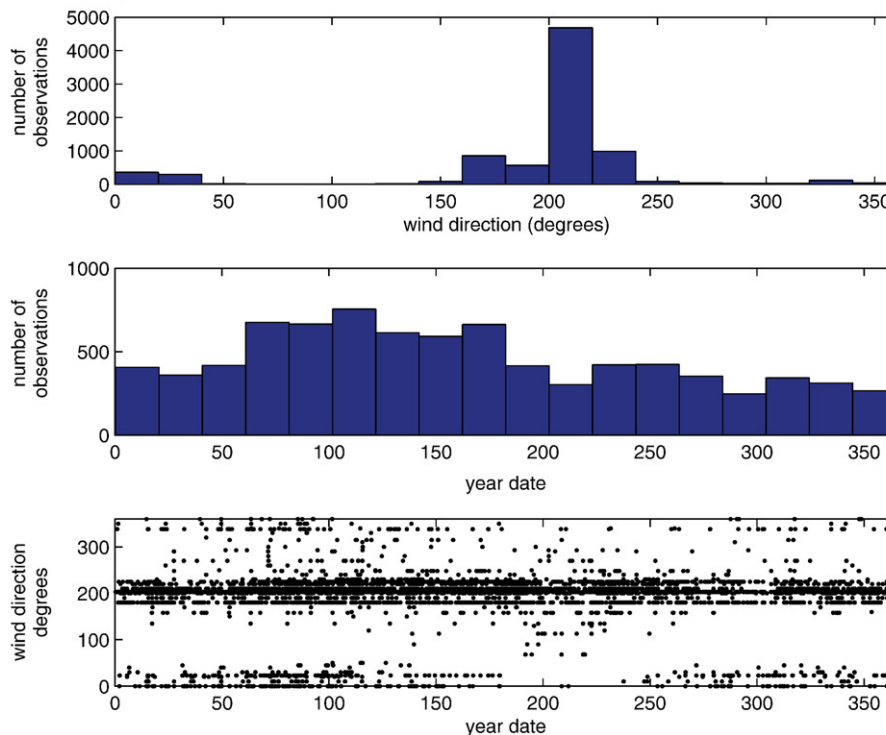 number of
observations
5000
4000
3000
2000
1000
0
0 50 100 150 200 250 300 350
wind direction (degrees)
number of
observations
1000
500
0
0 50 100 150 200 250 300 350
year date
wind direction
degrees
300
200
100
0
0 50 100 150 200 250 300 350
year date